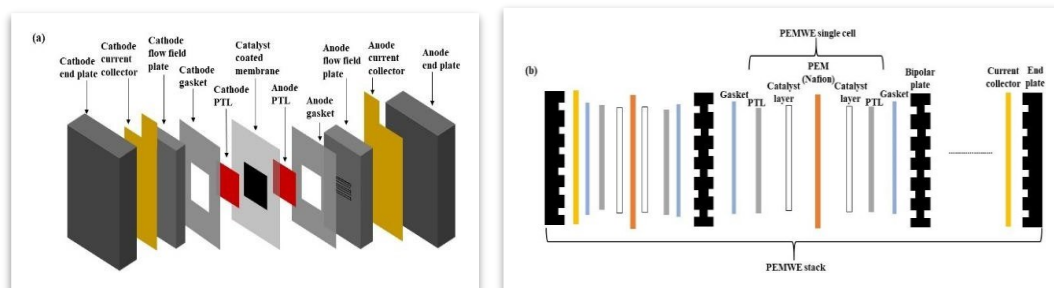 (a)
Cathode
end plate
Cathode
current
collector
Cathode
flow field
plate
Cathode
gasket
Cathode
PTL
Catalyst
coated
membrane
Anode
PTL
Anode
gasket
Anode
flow field
plate
Anode
current
collector
Anode
end plate
(b)
PEMWE single cell
PEM
(Nafion)
Gasket
PTL
Catalyst
layer
Catalyst
layer
PTL
Gasket
Bipolar
plate
Current
collector
End
plate
PEMWE stack